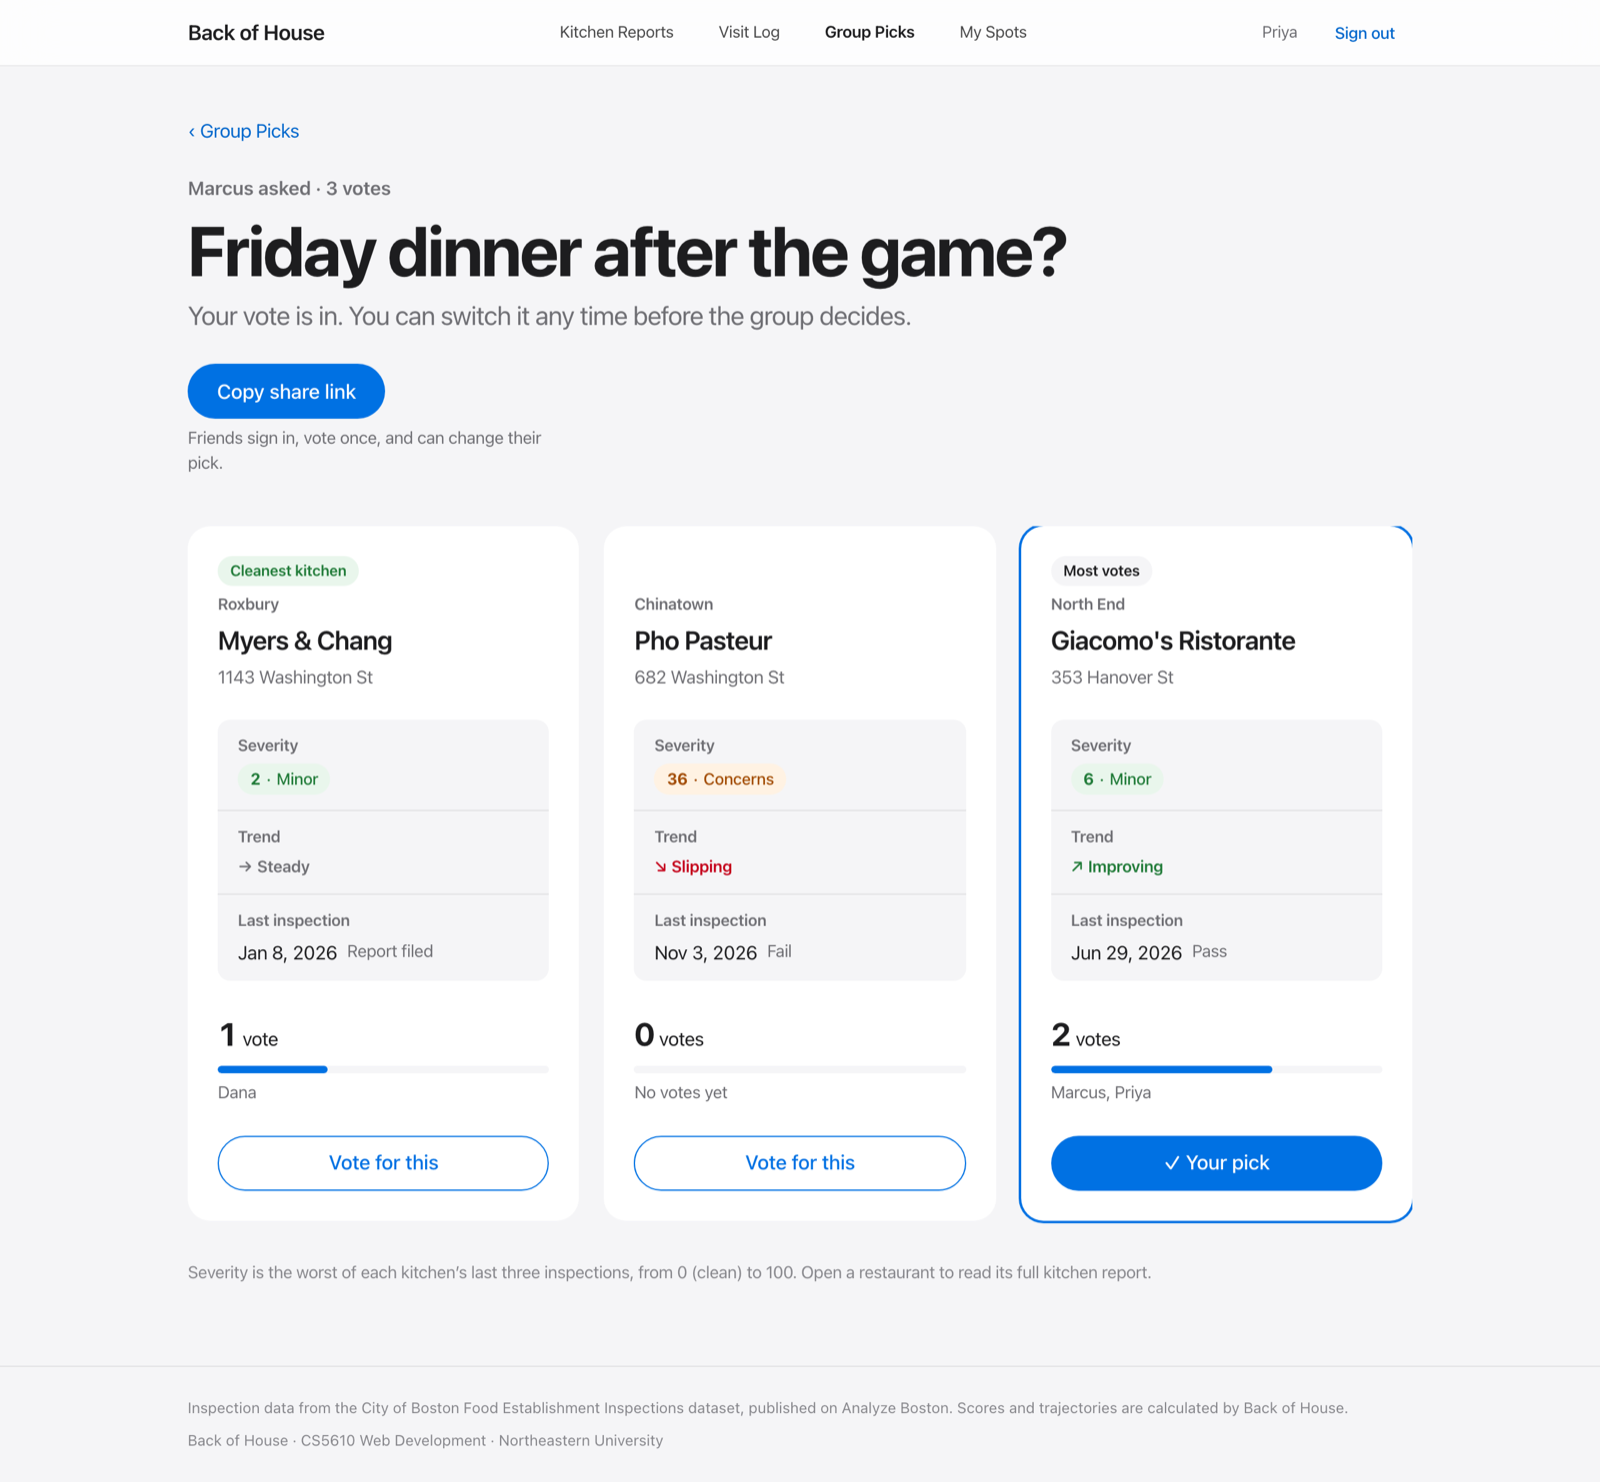 Back of House
Kitchen Reports
Visit Log
Group Picks
My Spots
Priya
Sign out
‹ Group Picks
Marcus asked · 3 votes
Friday dinner after the game?
Your vote is in. You can switch it any time before the group decides.
Copy share link
Friends sign in, vote once, and can change their
pick.
Cleanest kitchen
Roxbury
Myers & Chang
1143 Washington St
Severity
2 · Minor
Trend
→ Steady
Last inspection
Jan 8, 2026 Report filed
1 vote
Dana
Vote for this
Chinatown
Pho Pasteur
682 Washington St
Severity
36 · Concerns
Trend
↘ Slipping
Last inspection
Nov 3, 2026 Fail
0 votes
No votes yet
Vote for this
Most votes
North End
Giacomo's Ristorante
353 Hanover St
Severity
6 · Minor
Trend
↗ Improving
Last inspection
Jun 29, 2026 Pass
2 votes
Marcus, Priya
✓ Your pick
Severity is the worst of each kitchen’s last three inspections, from 0 (clean) to 100. Open a restaurant to read its full kitchen report.
Inspection data from the City of Boston Food Establishment Inspections dataset, published on Analyze Boston. Scores and trajectories are calculated by Back of House.
Back of House · CS5610 Web Development · Northeastern University